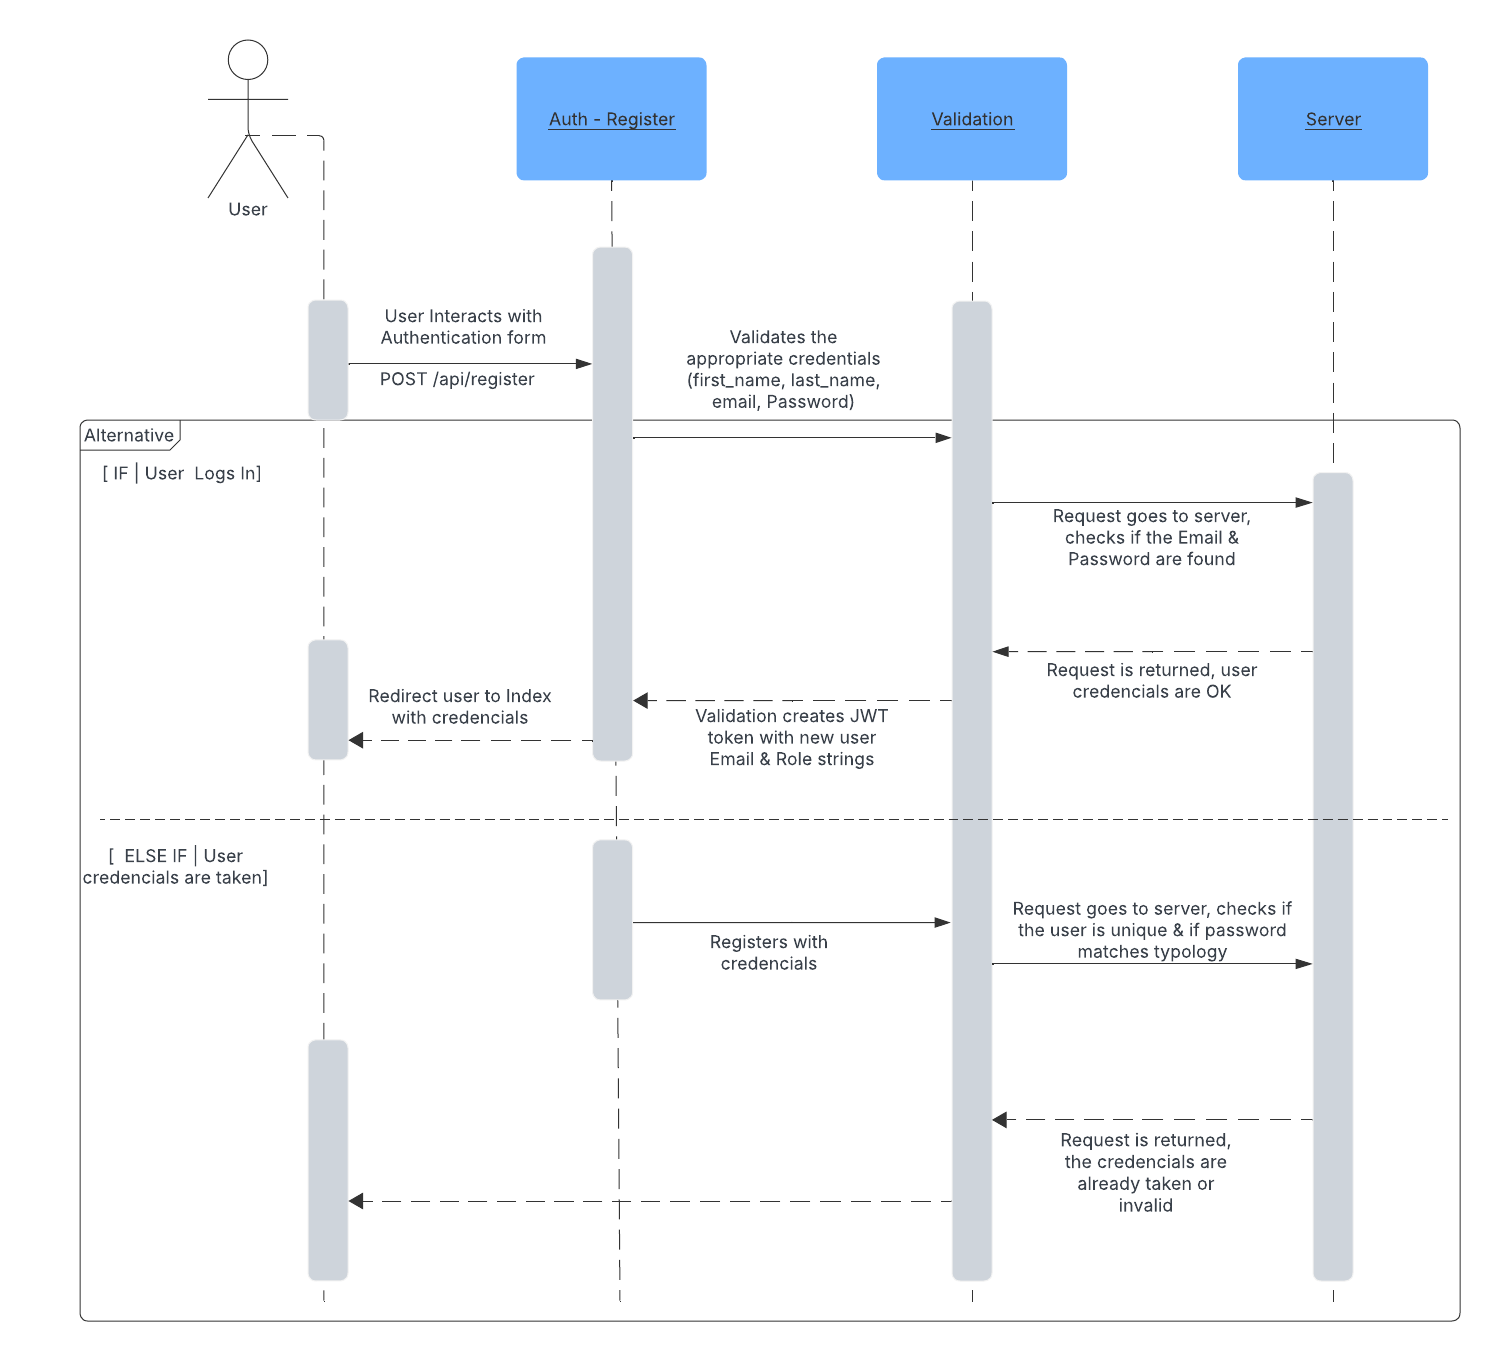 Auth - Register
Validation
Server
User
User Interacts with
Authentication form
POST /api/register
Validates the
appropriate credentials
(first_name, last_name,
email, Password)
Alternative
[ IF | User  Logs In]
Request goes to server,
checks if the Email &
Password are found
Request is returned, user
credencials are OK
Redirect user to Index
with credencials
Validation creates JWT
token with new user
Email & Role strings
[  ELSE IF | User
credencials are taken]
Request goes to server, checks if
the user is unique & if password
matches typology
Registers with
credencials
Request is returned,
the credencials are
already taken or
invalid